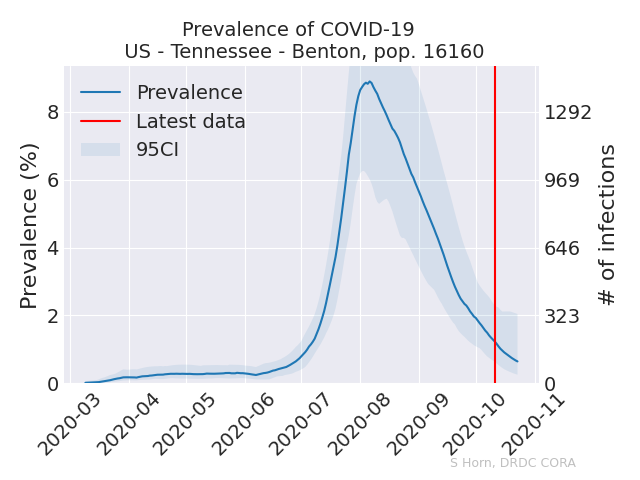 Prevalence of COVID-19
US - Tennessee - Benton, pop. 16160
Prevalence
Latest data
95CI
Prevalence (%)
8
6
4
2
0
1292
969
646
323
0
# of infections
2020-03
2020-04
2020-05
2020-06
2020-07
2020-08
2020-09
2020-10
2020-11
S Horn, DRDC CORA